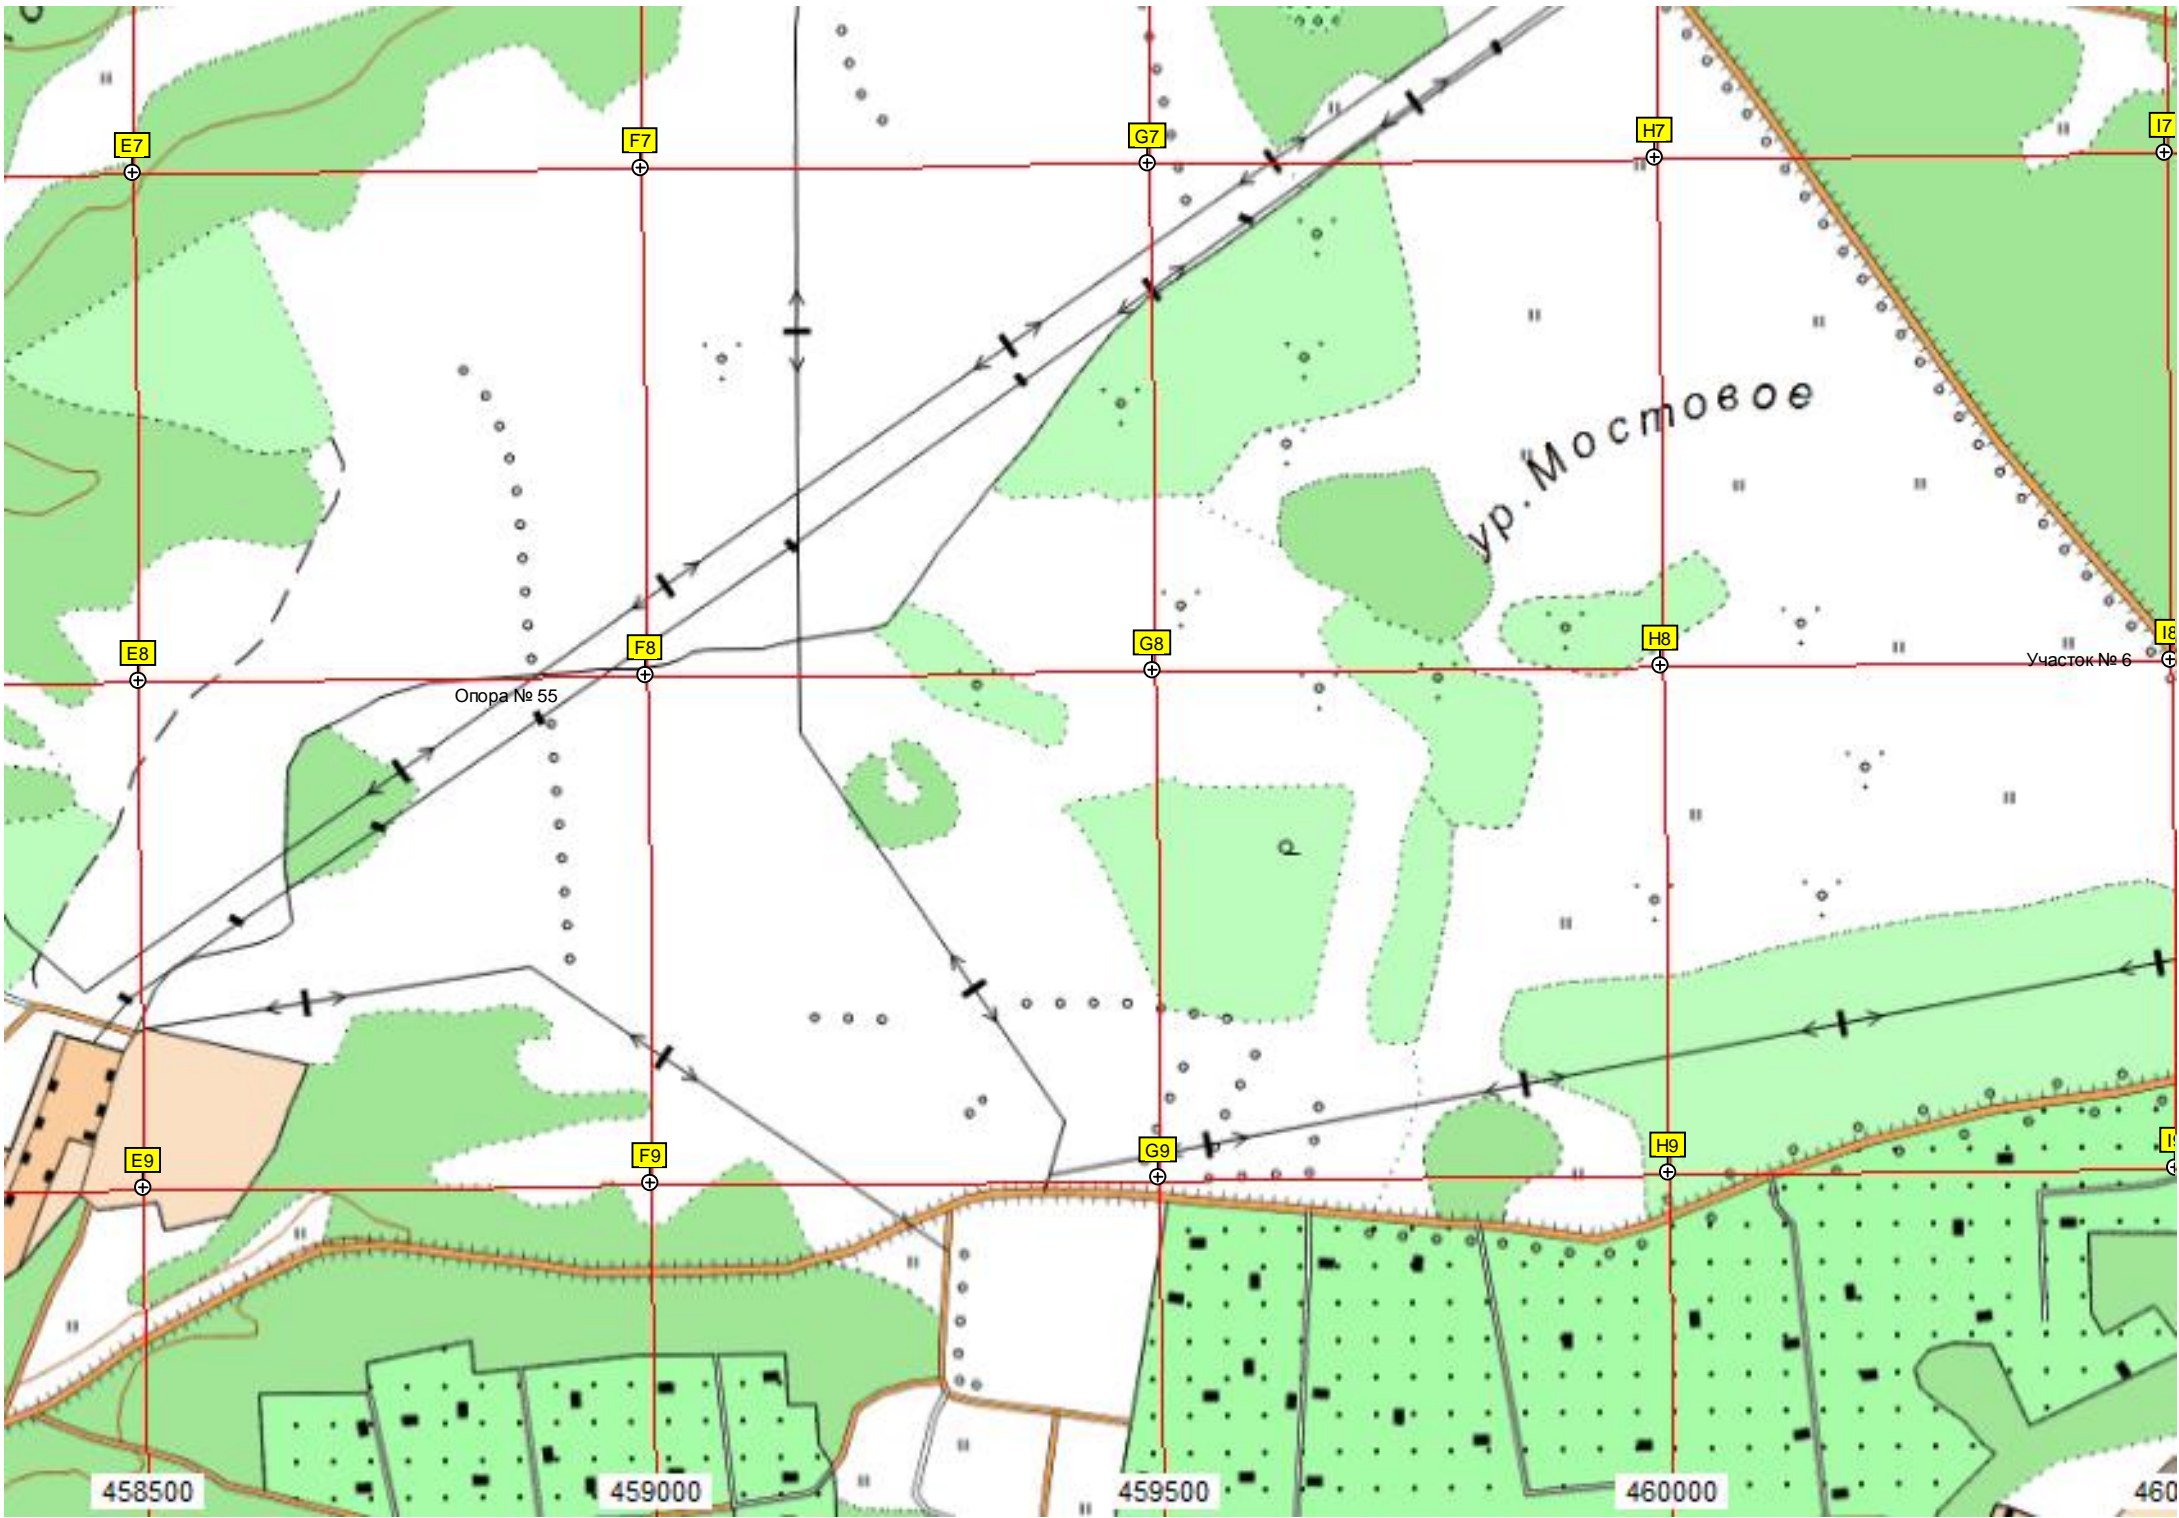 E7
F7
G7
H7
I7
ур. Мостовое
E8
F8
G8
H8
I8
Участок № 6
Опора № 55
E9
F9
G9
H9
458500
459000
459500
460000